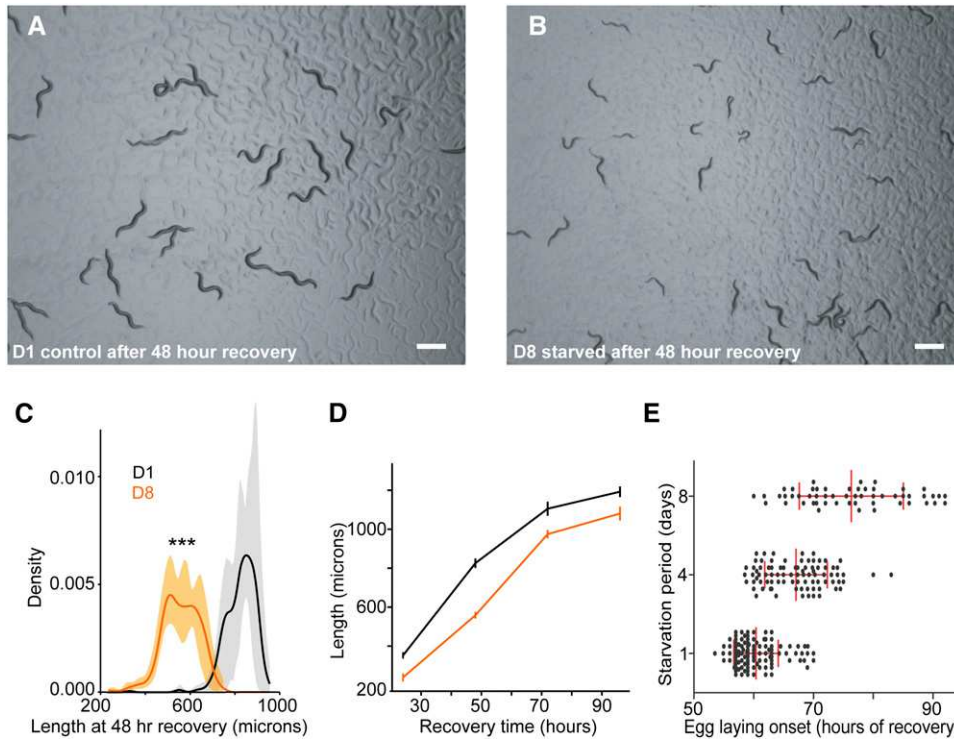 A
B
D1 control after 48 hour recovery
D8 starved after 48 hour recovery
C
D1
D8
***
0.010
0.005
0.000
Density
200
600
1000
Length at 48 hr recovery (microns)
D
1000
600
200
Length (microns)
30
50
70
90
Recovery time (hours)
E
8
4
1
Starvation period (days)
50
70
90
Egg laying onset (hours of recovery